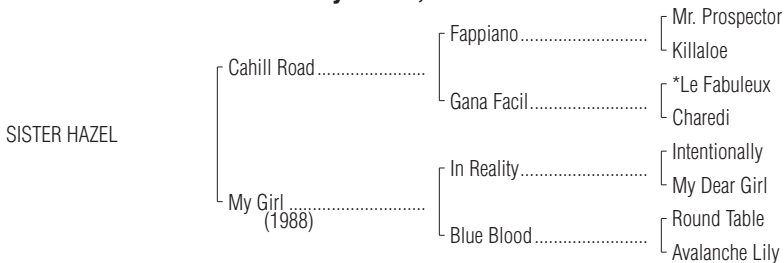 Mr. Prospector
Fappiano
Killaloe
Cahill Road
*Le Fabuleux
Gana Facil
Charedi
SISTER HAZEL
Intentionally
In Reality
My Dear Girl
My Girl
(1988)
Round Table
Blue Blood
Avalanche Lily